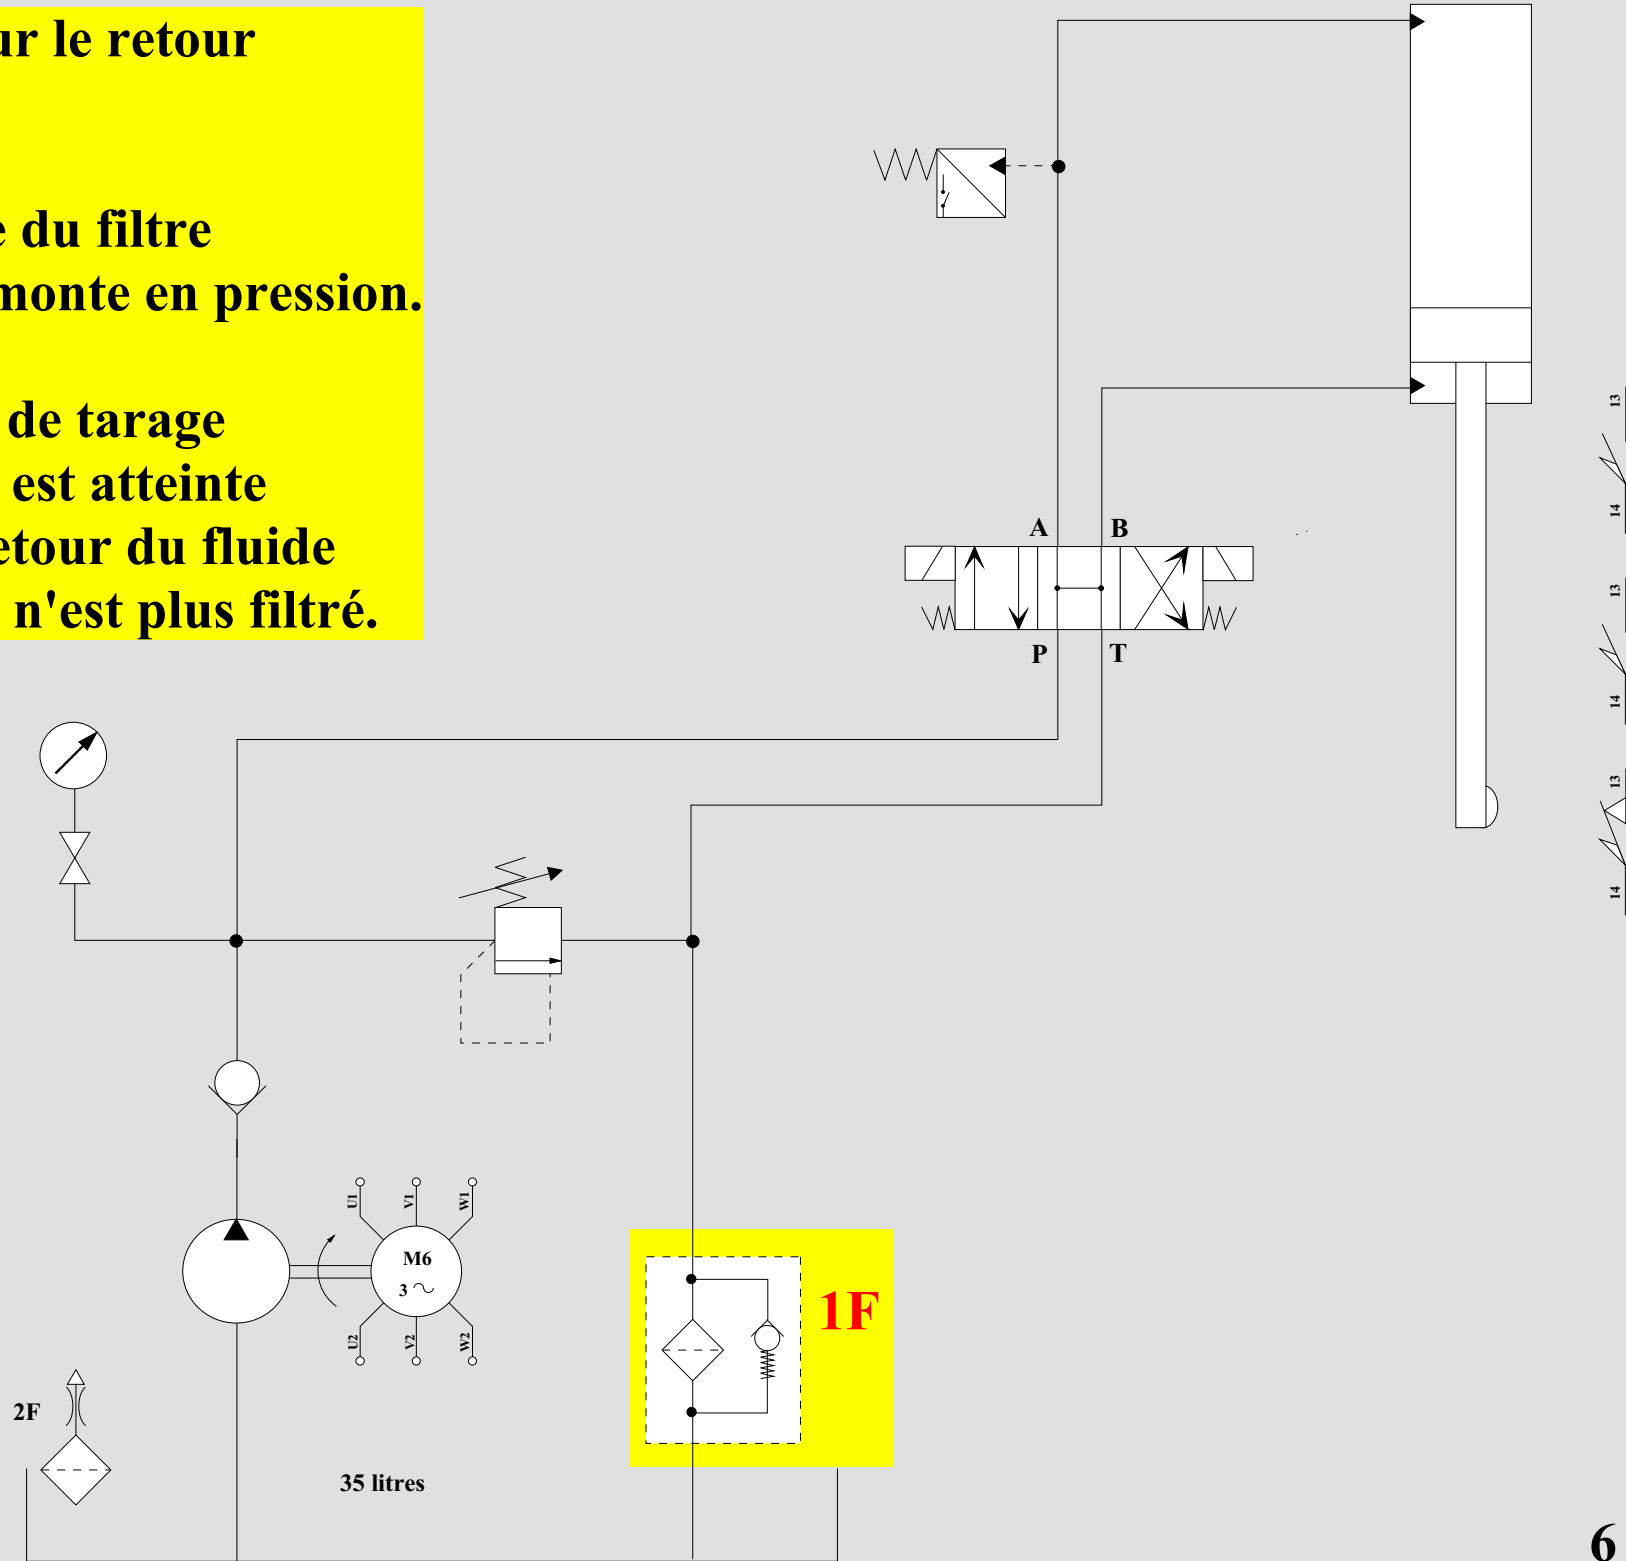 ur le retour
e du filtre
monte en pression.
de tarage
est atteinte
etour du fluide
n'est plus filtré.
A B
P T
13
14
13
14
13
14
U1 V1 W1
M6
3
U2 V2 W2
1F
2F
35 litres
6